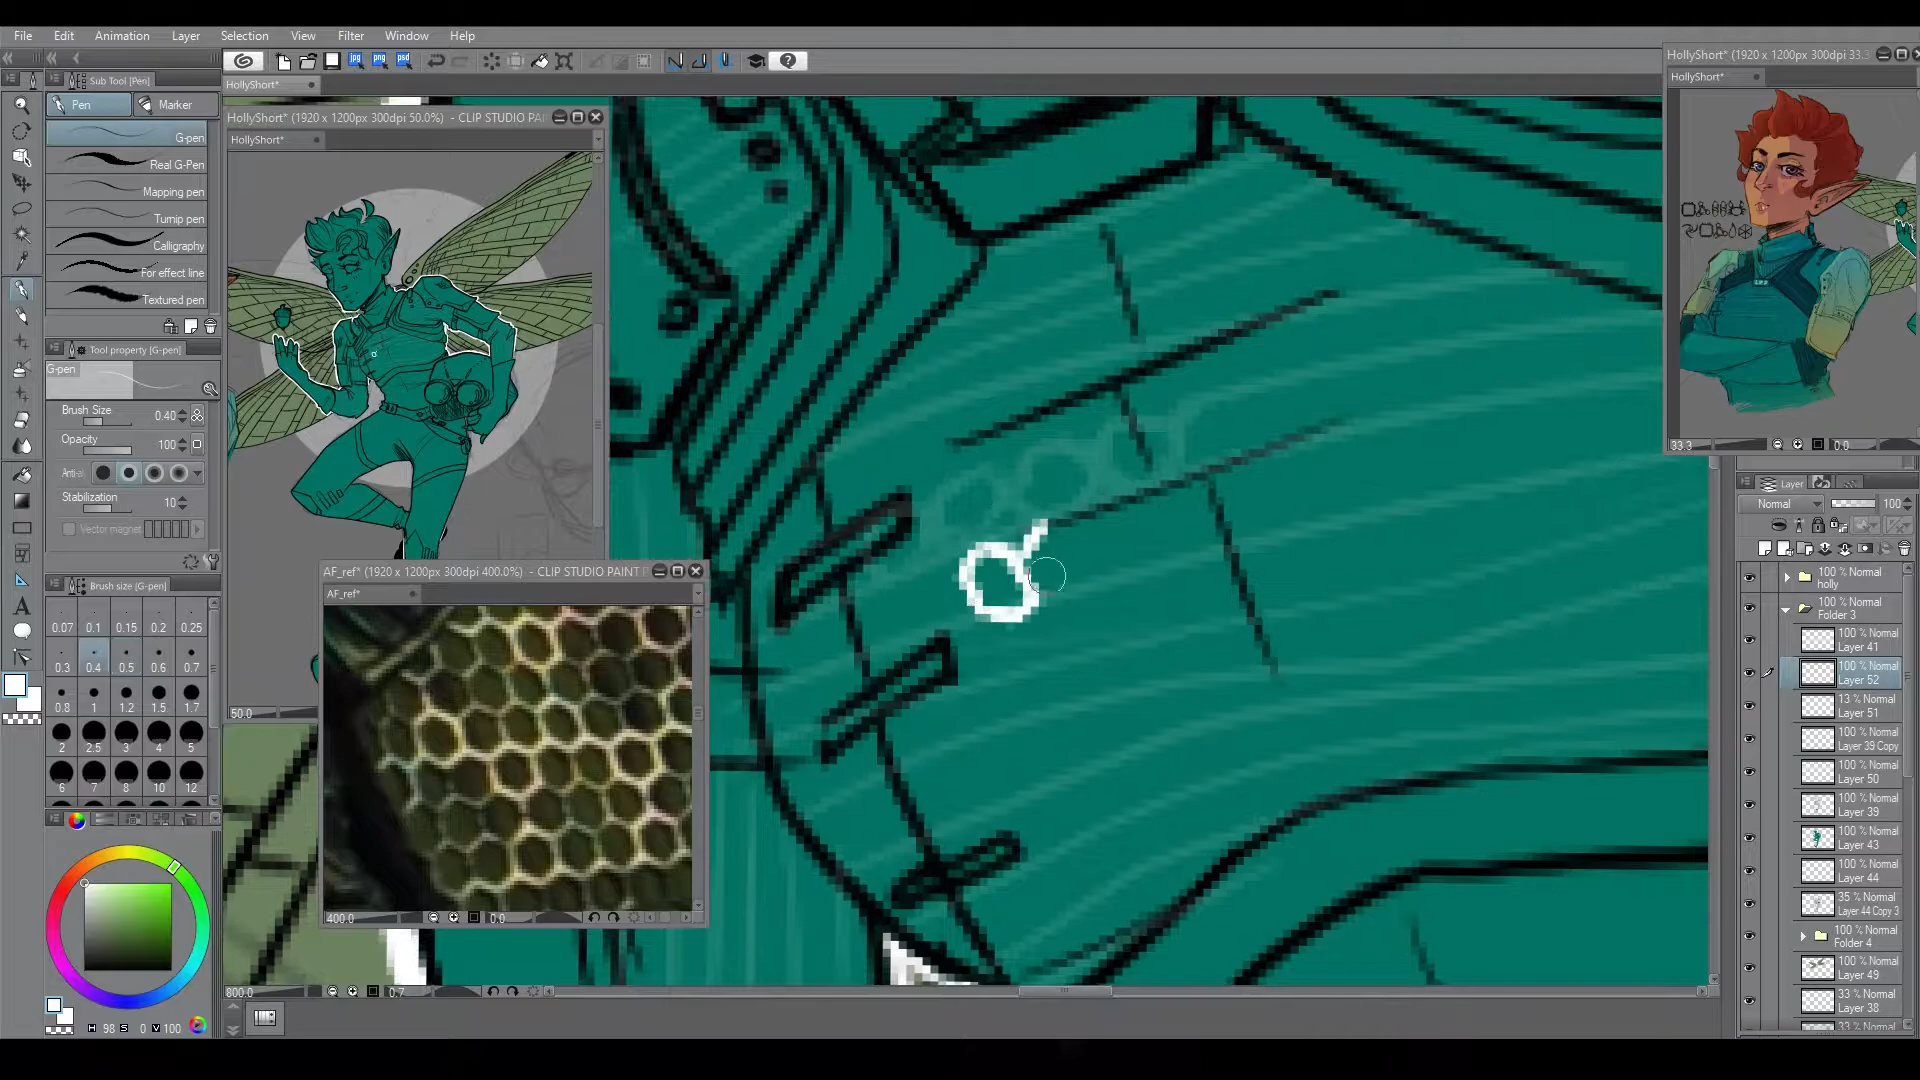 File Edit Animation Layer Selection View Filter Window Help
HollyShort* (1920 x 1200px 300dpi 33.3
Sub Tool [Pen]
HollyShort*
HollyShort*
Pen Marker
G-pen
Real G-Pen
Mapping pen
Turnip pen
Calligraphy
For effect line
Textured pen
HollyShort* (1920 x 1200px 300dpi 50.0%) - CLIP STUDIO PAI
HollyShort*
Tool property [G-pen]
G-pen
Brush Size 0.40
Opacity 100
Anti-
Stabilization 10
Vector magnet
Brush size [G-pen]
0.07 0.1 0.15 0.2 0.25
0.3 0.4 0.5 0.6 0.7
0.8 1 1.2 1.5 1.7
2 2.5 3 4 5
6 7 8 10 12
H 98 S 0 V 100
50.0
AF_ref* (1920 x 1200px 300dpi 400.0%) - CLIP STUDIO PAINT
AF_ref*
400.0 0.0
800.0 0.7
33.3 0.0
Layer
Normal 100
100 % Normal
holly
100 % Normal
Folder 3
100 % Normal
Layer 41
100 % Normal
Layer 52
13 % Normal
Layer 51
100 % Normal
Layer 39 Copy
100 % Normal
Layer 50
100 % Normal
Layer 39
100 % Normal
Layer 43
100 % Normal
Layer 44
35 % Normal
Layer 44 Copy 3
100 % Normal
Folder 4
100 % Normal
Layer 49
33 % Normal
Layer 38
33 % Normal